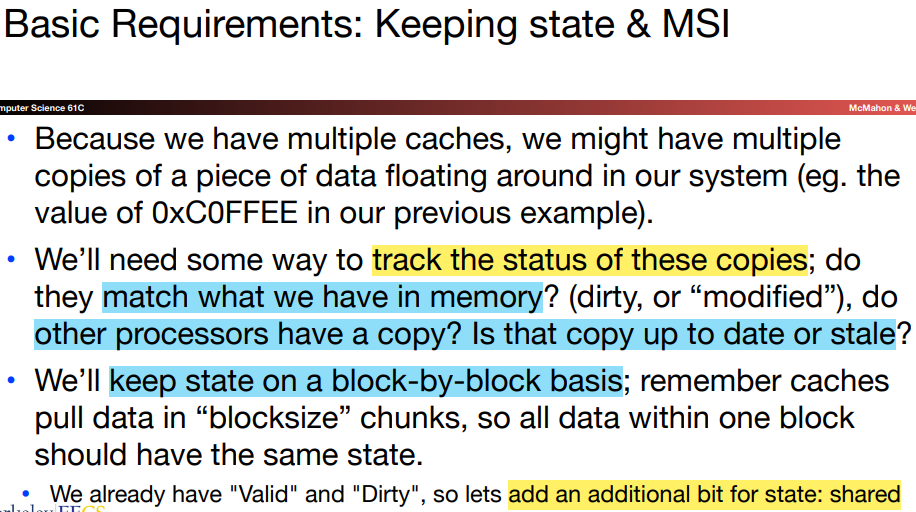 Basic Requirements: Keeping state & MSI
mputer Science 61C
McMahon & We
• Because we have multiple caches, we might have multiple
copies of a piece of data floating around in our system (eg. the
value of 0xC0FFEE in our previous example).
• We’ll need some way to track the status of these copies; do
they match what we have in memory? (dirty, or “modified”), do
other processors have a copy? Is that copy up to date or stale?
• We’ll keep state on a block-by-block basis; remember caches
pull data in “blocksize” chunks, so all data within one block
should have the same state.
• We already have "Valid" and "Dirty", so lets add an additional bit for state: shared